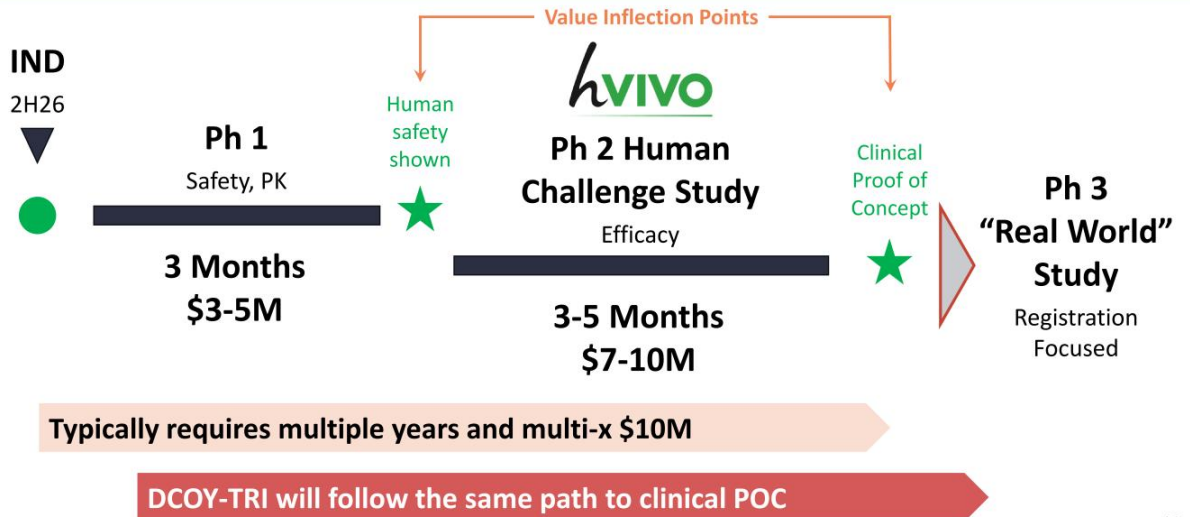 Value Inflection Points
IND
2H26
Ph 1
Safety, PK
3 Months
$3-5M
Human
safety
shown
hVIVO
Ph 2 Human
Challenge Study
Efficacy
3-5 Months
$7-10M
Clinical
Proof of
Concept
Ph 3
“Real World”
Study
Registration
Focused
Typically requires multiple years and multi-x $10M
DCOY-TRI will follow the same path to clinical POC